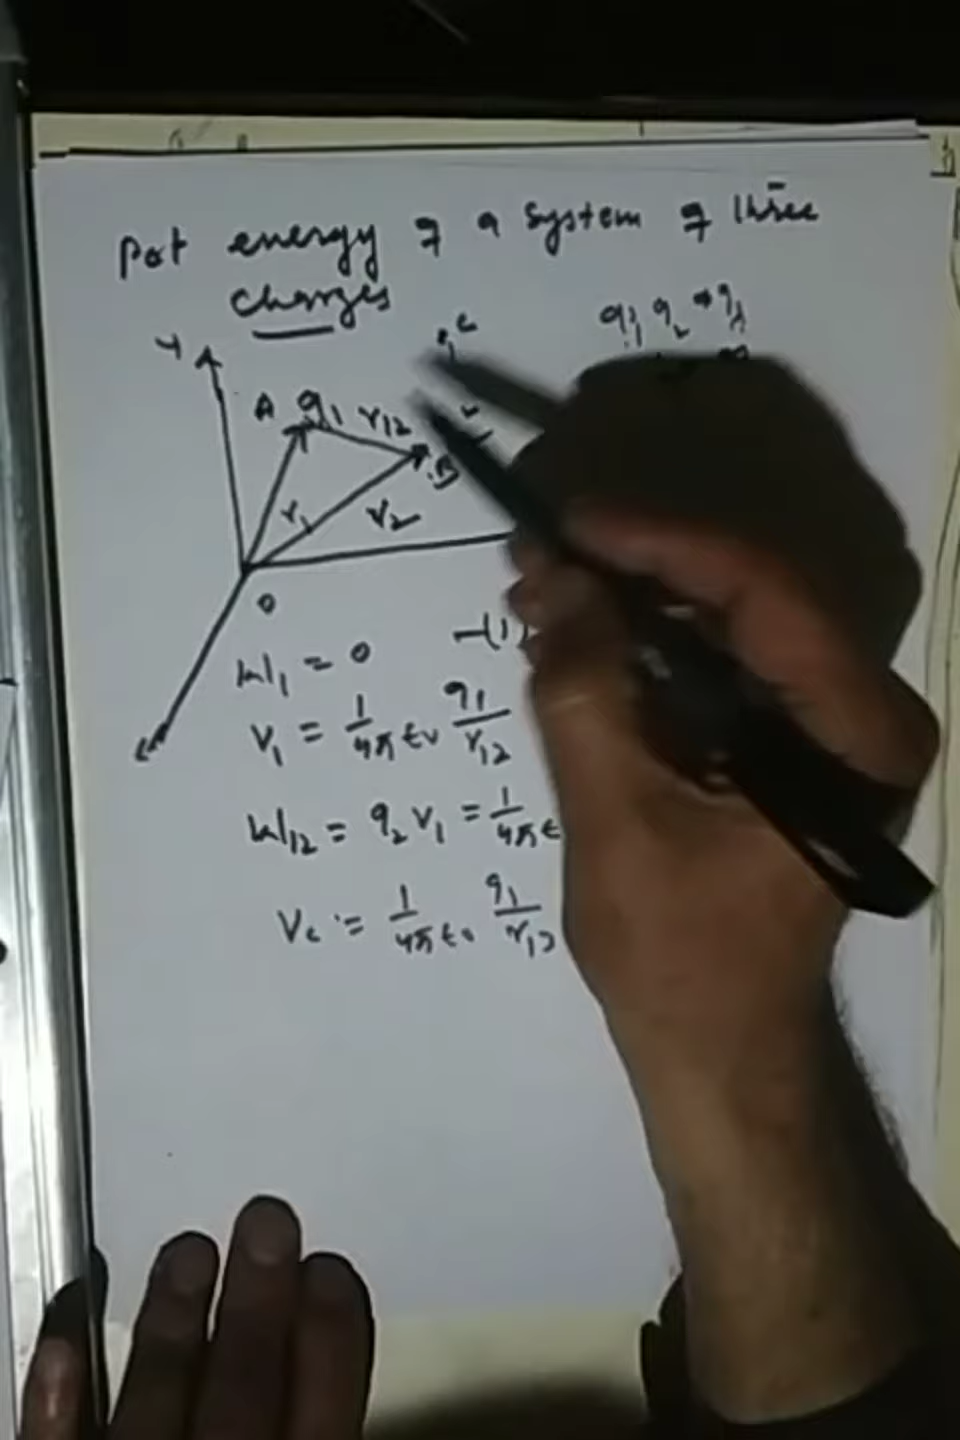 Pot energy of a system of three
charges
q1 q2 q3
Y
C
A q1 r12
B
r1 r2
O
W1 = 0 —(1)
V1 = 1/4πε0 q1/r12
W12 = q2 V1 = 1/4πε
Vc = 1/4πε0 q1/r13